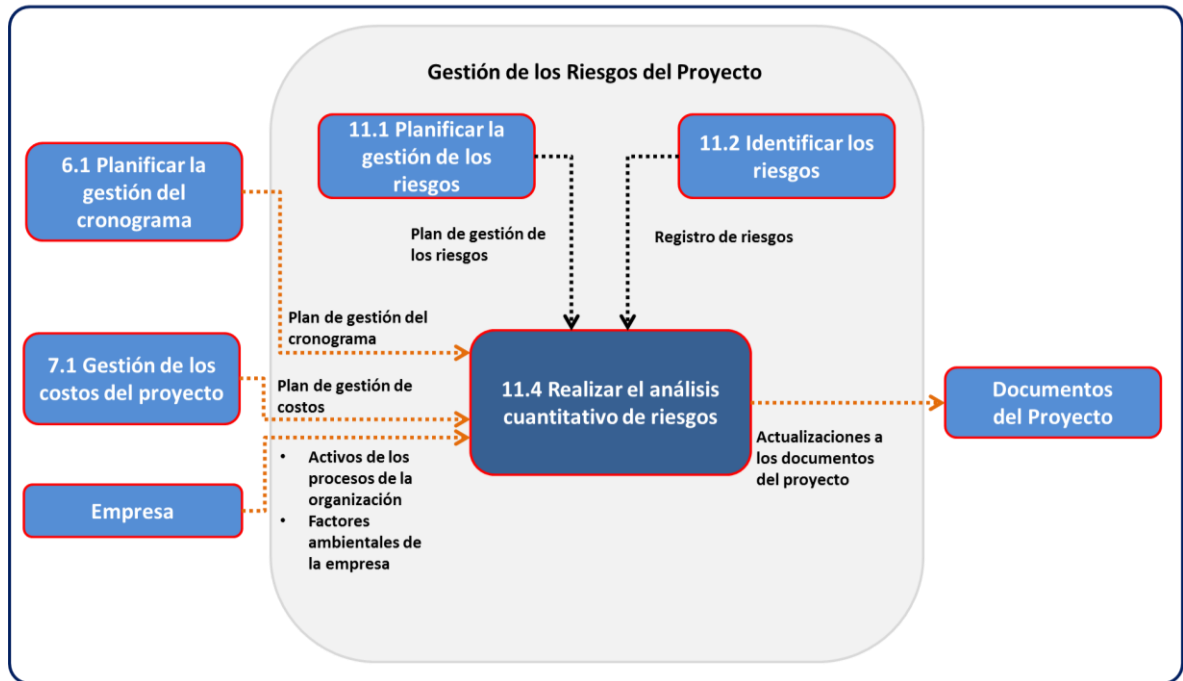 Gestión de los Riesgos del Proyecto
11.1 Planificar la
gestión de los
riesgos
11.2 Identificar los
riesgos
6.1 Planificar la
gestión del
cronograma
Plan de gestión de
los riesgos
Registro de riesgos
Plan de gestión del
cronograma
7.1 Gestión de los
costos del proyecto
Plan de gestión de
costos
11.4 Realizar el análisis
cuantitativo de riesgos
Documentos
del Proyecto
Actualizaciones a
los documentos
del proyecto
Empresa
• Activos de los
procesos de la
organización
• Factores
ambientales de
la empresa